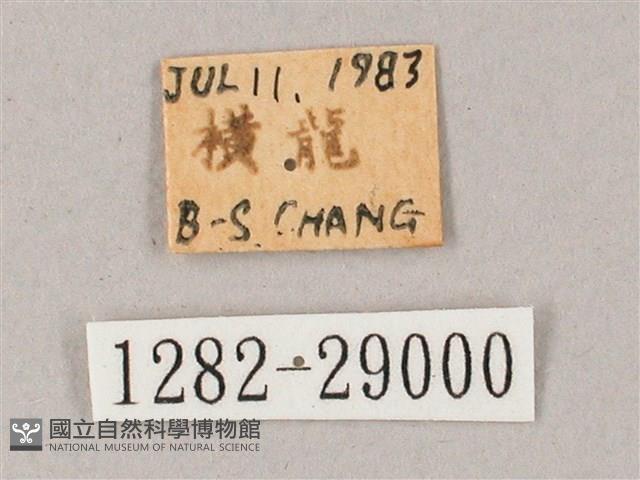 JUL 11. 1983
橫龍
B-S. CHANG
1282-29000
國立自然科學博物館
NATIONAL MUSEUM OF NATURAL SCIENCE